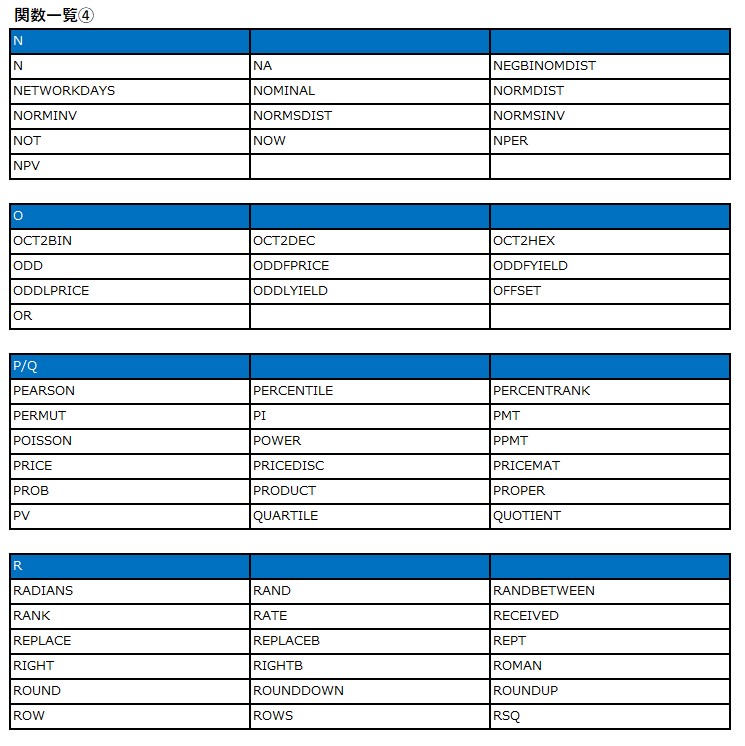 関数一覧④
N
N NA NEGBINOMDIST
NETWORKDAYS NOMINAL NORMDIST
NORMINV NORMSDIST NORMSINV
NOT NOW NPER
NPV
O
OCT2BIN OCT2DEC OCT2HEX
ODD ODDFPRICE ODDFYIELD
ODDLPRICE ODDLYIELD OFFSET
OR
P/Q
PEARSON PERCENTILE PERCENTRANK
PERMUT PI PMT
POISSON POWER PPMT
PRICE PRICEDISC PRICEMAT
PROB PRODUCT PROPER
PV QUARTILE QUOTIENT
R
RADIANS RAND RANDBETWEEN
RANK RATE RECEIVED
REPLACE REPLACEB REPT
RIGHT RIGHTB ROMAN
ROUND ROUNDDOWN ROUNDUP
ROW ROWS RSQ